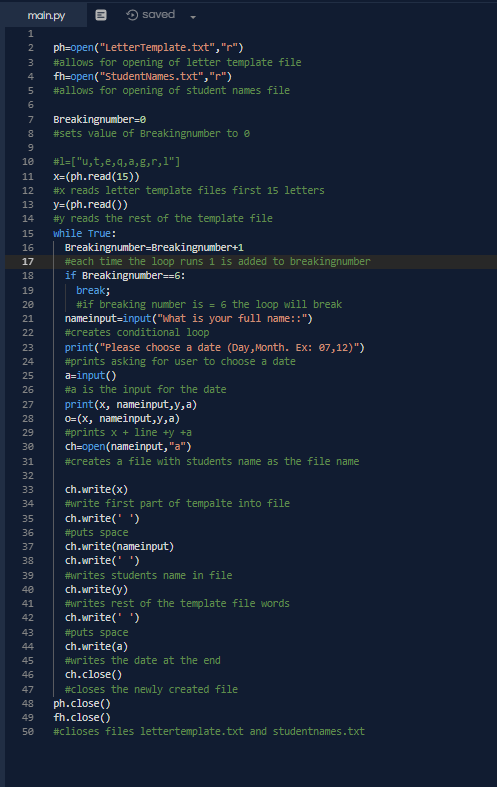 main.py saved
1
2 ph=open("LetterTemplate.txt","r")
3 #allows for opening of letter template file
4 fh=open("StudentNames.txt","r")
5 #allows for opening of student names file
6
7 Breakingnumber=0
8 #sets value of Breakingnumber to 0
9
10 #l=["u,t,e,q,a,g,r,l"]
11 x=(ph.read(15))
12 #x reads letter template files first 15 letters
13 y=(ph.read())
14 #y reads the rest of the template file
15 while True:
16 Breakingnumber=Breakingnumber+1
17 #each time the loop runs 1 is added to breakingnumber
18 if Breakingnumber==6:
19 break;
20 #if breaking number is = 6 the loop will break
21 nameinput=input("What is your full name::")
22 #creates conditional loop
23 print("Please choose a date (Day,Month. Ex: 07,12)")
24 #prints asking for user to choose a date
25 a=input()
26 #a is the input for the date
27 print(x, nameinput,y,a)
28 o=(x, nameinput,y,a)
29 #prints x + line +y +a
30 ch=open(nameinput,"a")
31 #creates a file with students name as the file name
32
33 ch.write(x)
34 #write first part of tempalte into file
35 ch.write(' ')
36 #puts space
37 ch.write(nameinput)
38 ch.write(' ')
39 #writes students name in file
40 ch.write(y)
41 #writes rest of the template file words
42 ch.write(' ')
43 #puts space
44 ch.write(a)
45 #writes the date at the end
46 ch.close()
47 #closes the newly created file
48 ph.close()
49 fh.close()
50 #clioses files lettertemplate.txt and studentnames.txt